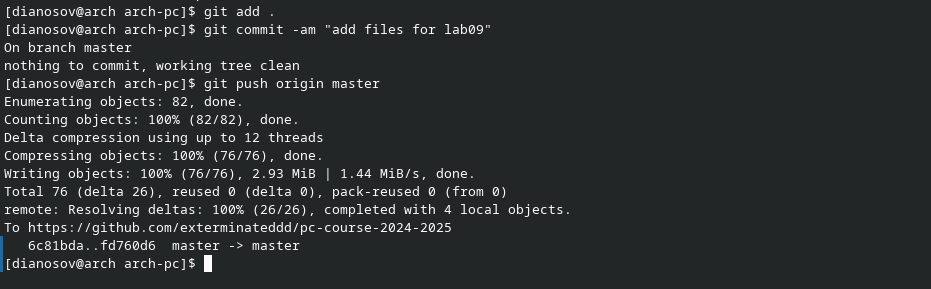 [dianosov@arch arch-pc]$ git add .
[dianosov@arch arch-pc]$ git commit -am "add files for lab09"
On branch master
nothing to commit, working tree clean
[dianosov@arch arch-pc]$ git push origin master
Enumerating objects: 82, done.
Counting objects: 100% (82/82), done.
Delta compression using up to 12 threads
Compressing objects: 100% (76/76), done.
Writing objects: 100% (76/76), 2.93 MiB | 1.44 MiB/s, done.
Total 76 (delta 26), reused 0 (delta 0), pack-reused 0 (from 0)
remote: Resolving deltas: 100% (26/26), completed with 4 local objects.
To https://github.com/exterminateddd/pc-course-2024-2025
   6c81bda..fd760d6  master -> master
[dianosov@arch arch-pc]$